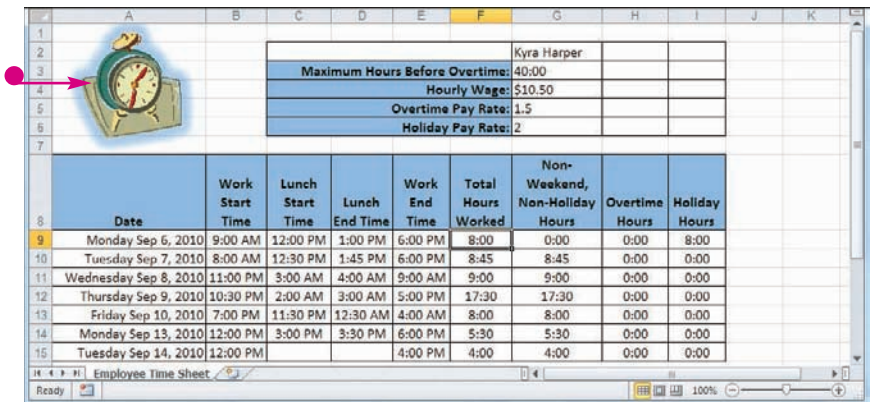 A B C D E F G H I J K
1
2 Kyra Harper
3 Maximum Hours Before Overtime: 40:00
4 Hourly Wage: $10.50
5 Overtime Pay Rate: 1.5
6 Holiday Pay Rate: 2
7
Non-
Work Lunch Work Total Weekend,
Start Start Lunch End Hours Non-Holiday Overtime Holiday
8 Date Time Time End Time Time Worked Hours Hours Hours
9 Monday Sep 6, 2010 9:00 AM 12:00 PM 1:00 PM 6:00 PM 8:00 0:00 0:00 8:00
10 Tuesday Sep 7, 2010 8:00 AM 12:30 PM 1:45 PM 6:00 PM 8:45 8:45 0:00 0:00
11 Wednesday Sep 8, 2010 11:00 PM 3:00 AM 4:00 AM 9:00 AM 9:00 9:00 0:00 0:00
12 Thursday Sep 9, 2010 10:30 PM 2:00 AM 3:00 AM 5:00 PM 17:30 17:30 0:00 0:00
13 Friday Sep 10, 2010 7:00 PM 11:30 PM 12:30 AM 4:00 AM 8:00 8:00 0:00 0:00
14 Monday Sep 13, 2010 12:00 PM 3:00 PM 3:30 PM 6:00 PM 5:30 5:30 0:00 0:00
15 Tuesday Sep 14, 2010 12:00 PM 4:00 PM 4:00 4:00 0:00 0:00
Employee Time Sheet
Ready 100%